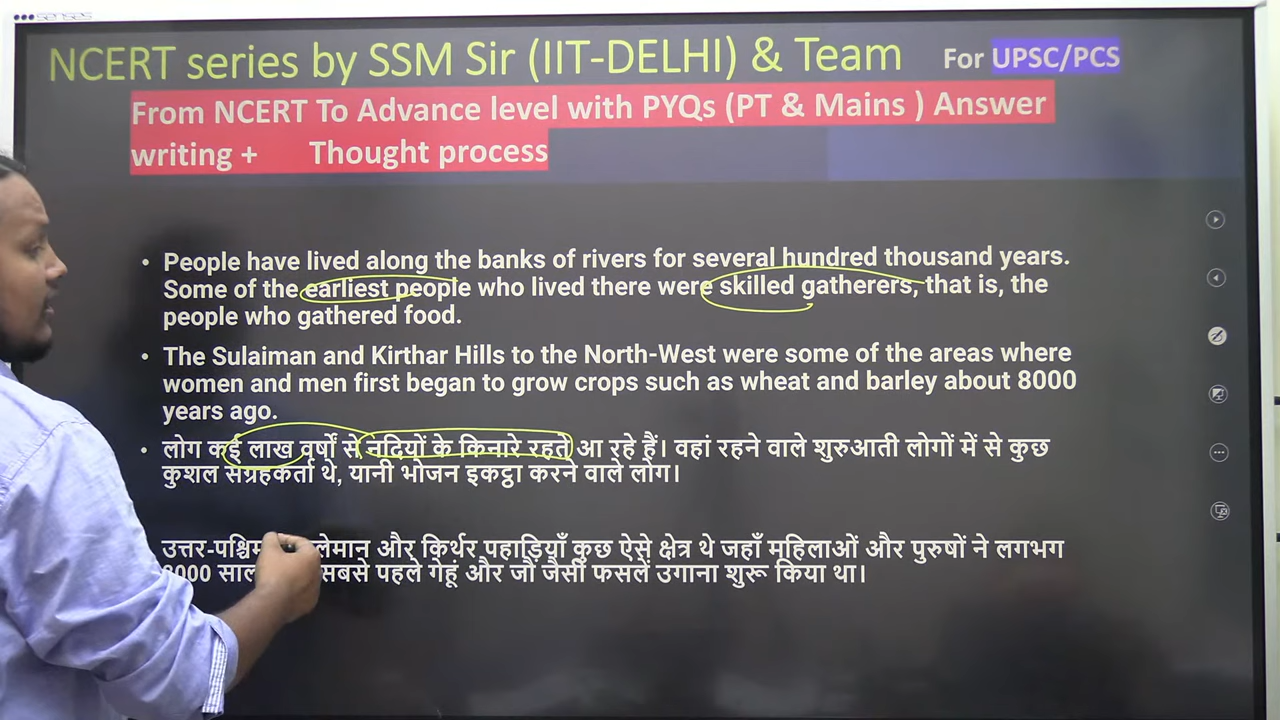 NCERT series by SSM Sir (IIT-DELHI) & Team For UPSC/PCS
From NCERT To Advance level with PYQs (PT & Mains ) Answer
writing + Thought process
• People have lived along the banks of rivers for several hundred thousand years.
Some of the earliest people who lived there were skilled gatherers, that is, the
people who gathered food.
• The Sulaiman and Kirthar Hills to the North-West were some of the areas where
women and men first began to grow crops such as wheat and barley about 8000
years ago.
• लोग कई लाख वर्षों से नदियों के किनारे रहते आ रहे हैं। वहां रहने वाले शुरुआती लोगों में से कुछ
कुशल संग्रहकर्ता थे, यानी भोजन इकट्ठा करने वाले लोग।
और किर्थर पहाड़ियाँ कुछ ऐसे क्षेत्र थे जहाँ महिलाओं और पुरुषों ने लगभग
सबसे पहले गेहूं और जौ जैसी फसलें उगाना शुरू किया था।